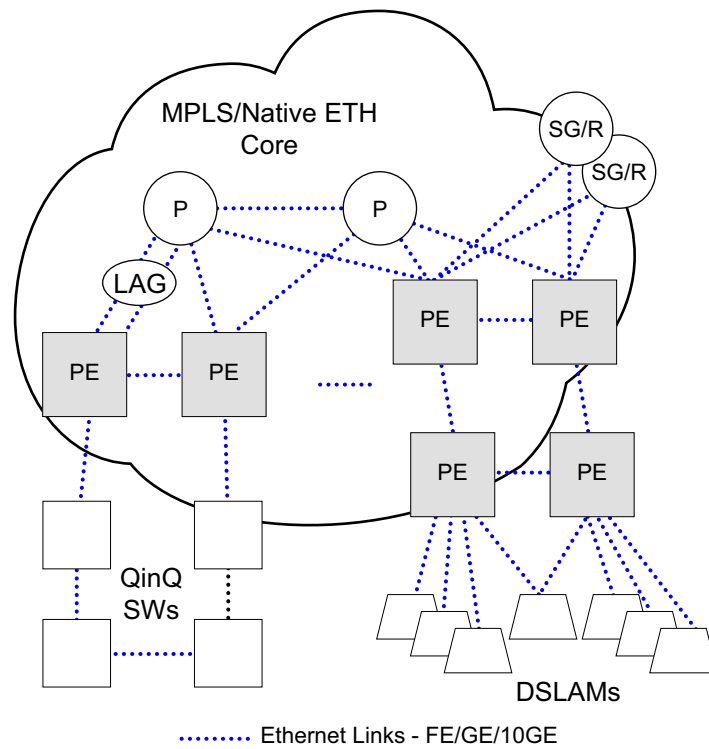 MPLS/Native ETH
Core
SG/R
SG/R
P
P
LAG
PE
PE
PE
PE
PE
PE
QinQ
SWs
DSLAMs
Ethernet Links - FE/GE/10GE